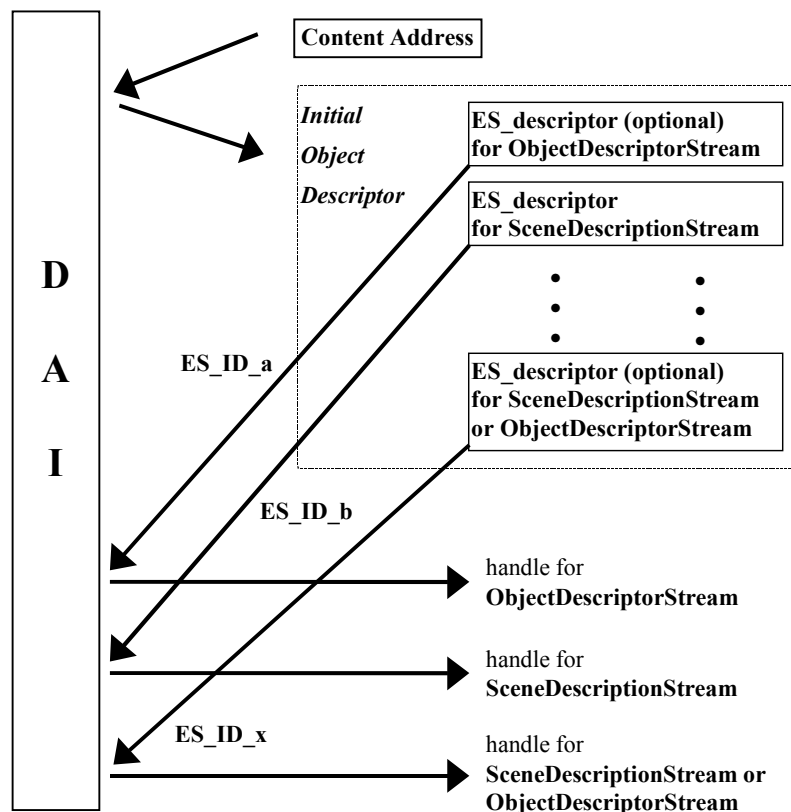 Content Address
Initial
Object
Descriptor
ES_descriptor (optional)
for ObjectDescriptorStream
ES_descriptor
for SceneDescriptionStream
ES_descriptor (optional)
for SceneDescriptionStream
or ObjectDescriptorStream
D
A
I
ES_ID_a
ES_ID_b
ES_ID_x
handle for
ObjectDescriptorStream
handle for
SceneDescriptionStream
handle for
SceneDescriptionStream or
ObjectDescriptorStream